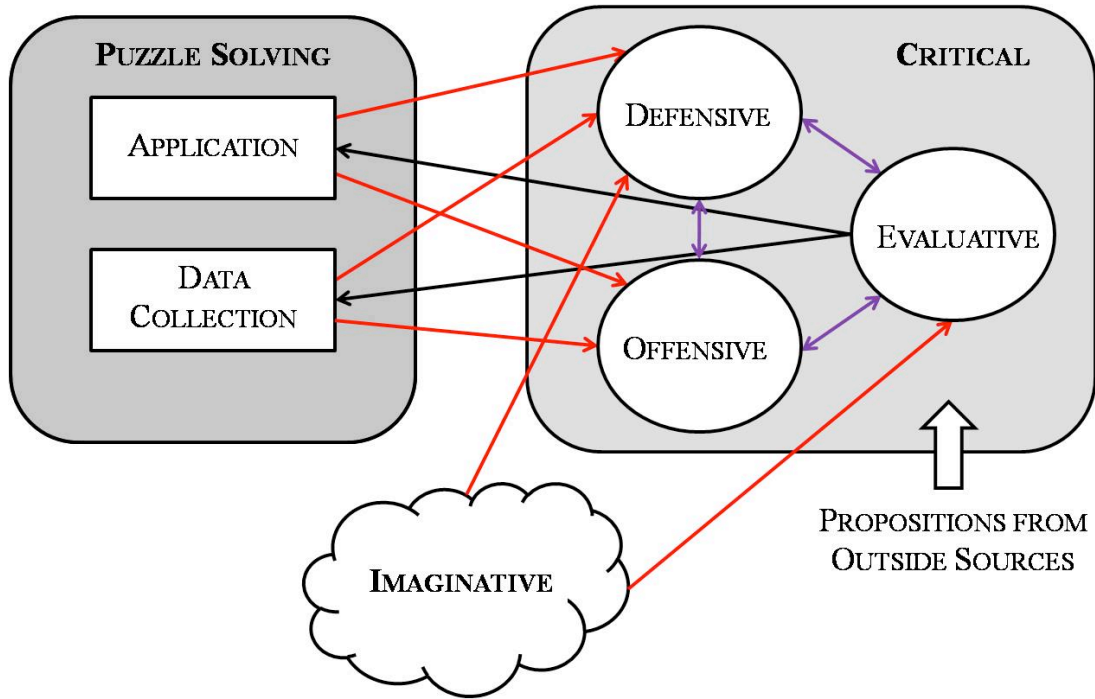 PUZZLE SOLVING
APPLICATION
DATA
COLLECTION
CRITICAL
DEFENSIVE
EVALUATIVE
OFFENSIVE
IMAGINATIVE
PROPOSITIONS FROM
OUTSIDE SOURCES